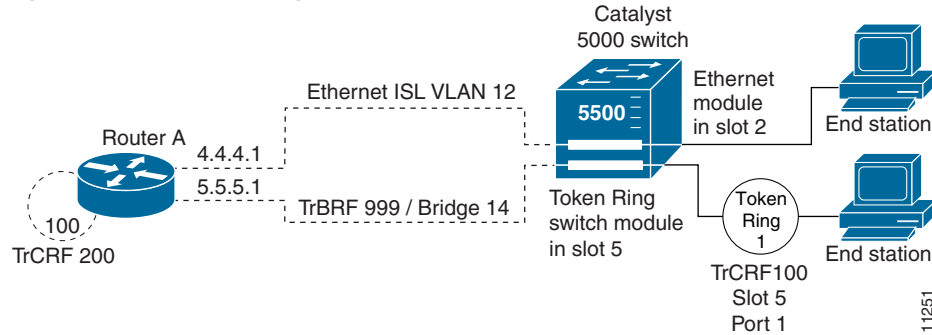 Catalyst
5000 switch
Ethernet ISL VLAN 12
Ethernet
module
in slot 2
5500
End station
Router A
4.4.4.1
5.5.5.1
TrBRF 999 / Bridge 14
Token Ring
switch module
in slot 5
Token
Ring
1
End station
100
TrCRF 200
TrCRF100
Slot 5
Port 1
11251